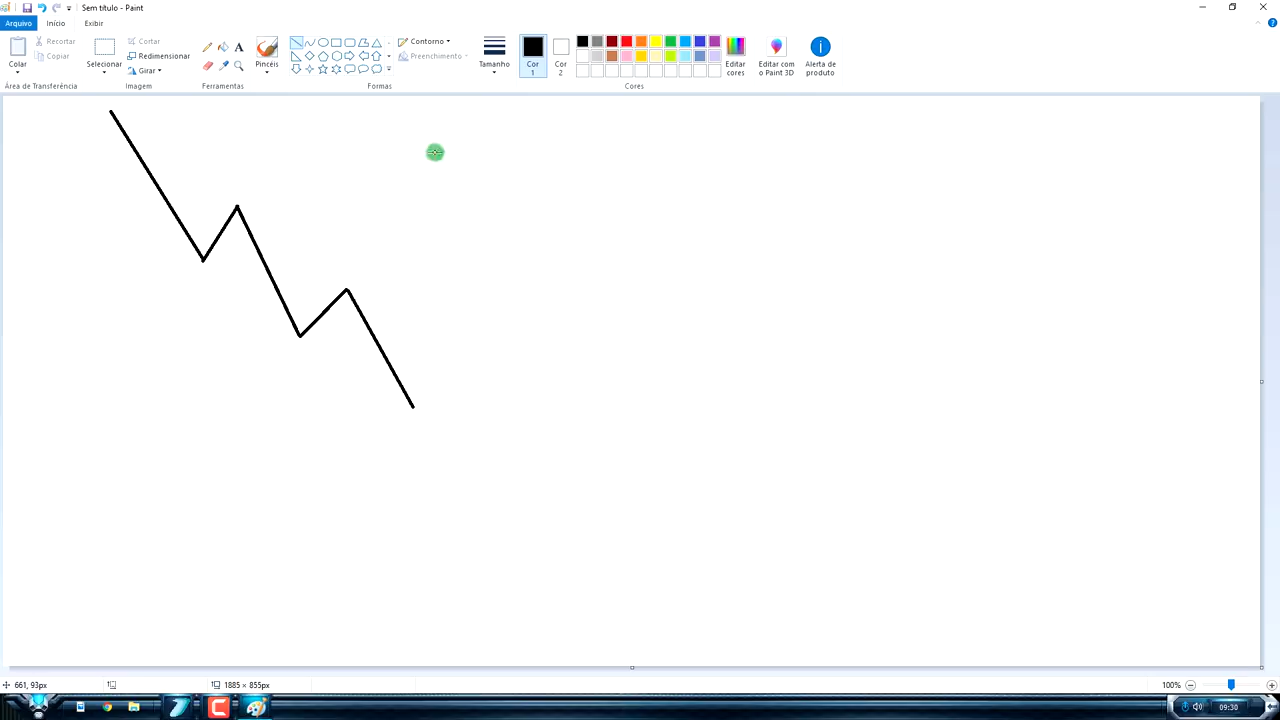 Sem título - Paint
Arquivo Início Exibir
Colar
Recortar
Copiar
Área de Transferência
Selecionar
Cortar
Redimensionar
Girar
Imagem
A
Ferramentas
Pincéis
Contorno
Preenchimento
Formas
Tamanho
Cor
1
Cor
2
Editar
cores
Editar com
o Paint 3D
Alerta de
produto
Cores
661, 93px
1885 × 855px
100%
09:30